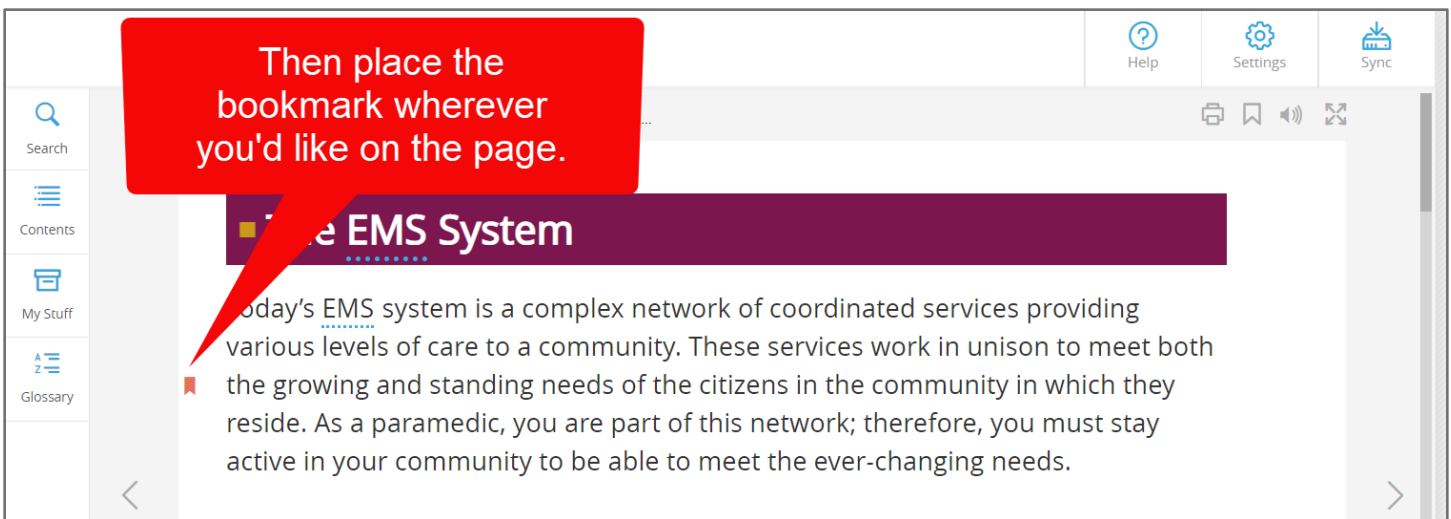 Then place the
bookmark wherever
you'd like on the page.
Help
Settings
Sync
...
Search
Contents
My Stuff
A
Z
Glossary
EMS System
oday's EMS system is a complex network of coordinated services providing
various levels of care to a community. These services work in unison to meet both
the growing and standing needs of the citizens in the community in which they
reside. As a paramedic, you are part of this network; therefore, you must stay
active in your community to be able to meet the ever-changing needs.